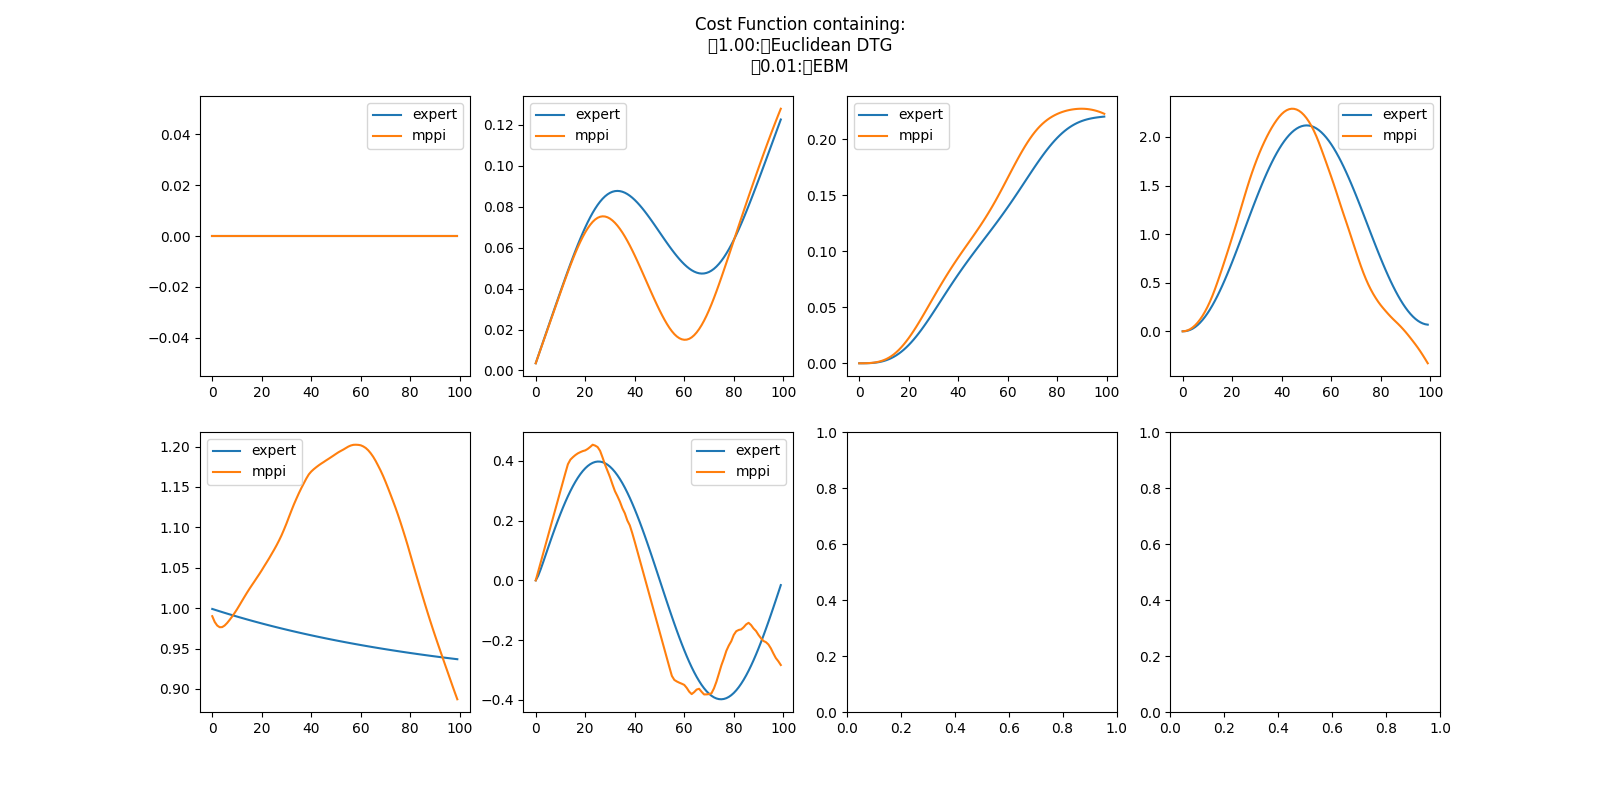 Cost Function containing:
1.00: Euclidean DTG
0.01: EBM
expert
mppi
0.04
0.02
0.00
−0.02
−0.04
0 20 40 60 80 100
expert
mppi
0.12
0.10
0.08
0.06
0.04
0.02
0.00
0 20 40 60 80 100
expert
mppi
0.20
0.15
0.10
0.05
0.00
0 20 40 60 80 100
expert
mppi
2.0
1.5
1.0
0.5
0.0
0 20 40 60 80 100
expert
mppi
1.20
1.15
1.10
1.05
1.00
0.95
0.90
0 20 40 60 80 100
expert
mppi
0.4
0.2
0.0
−0.2
−0.4
0 20 40 60 80 100
1.0
0.8
0.6
0.4
0.2
0.0
0.0 0.2 0.4 0.6 0.8 1.0
1.0
0.8
0.6
0.4
0.2
0.0
0.0 0.2 0.4 0.6 0.8 1.0